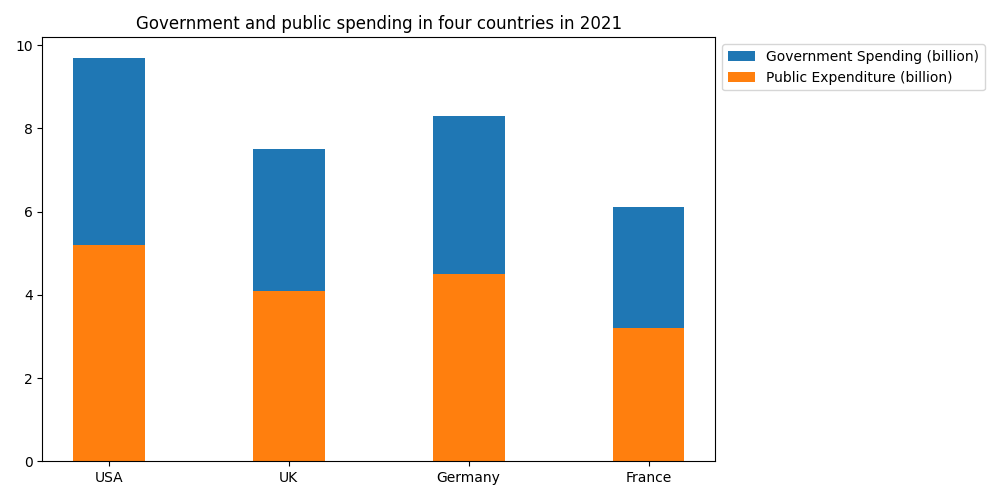 Government and public spending in four countries in 2021
Government Spending (billion)
Public Expenditure (billion)
10
8
6
4
2
0
USA UK Germany France